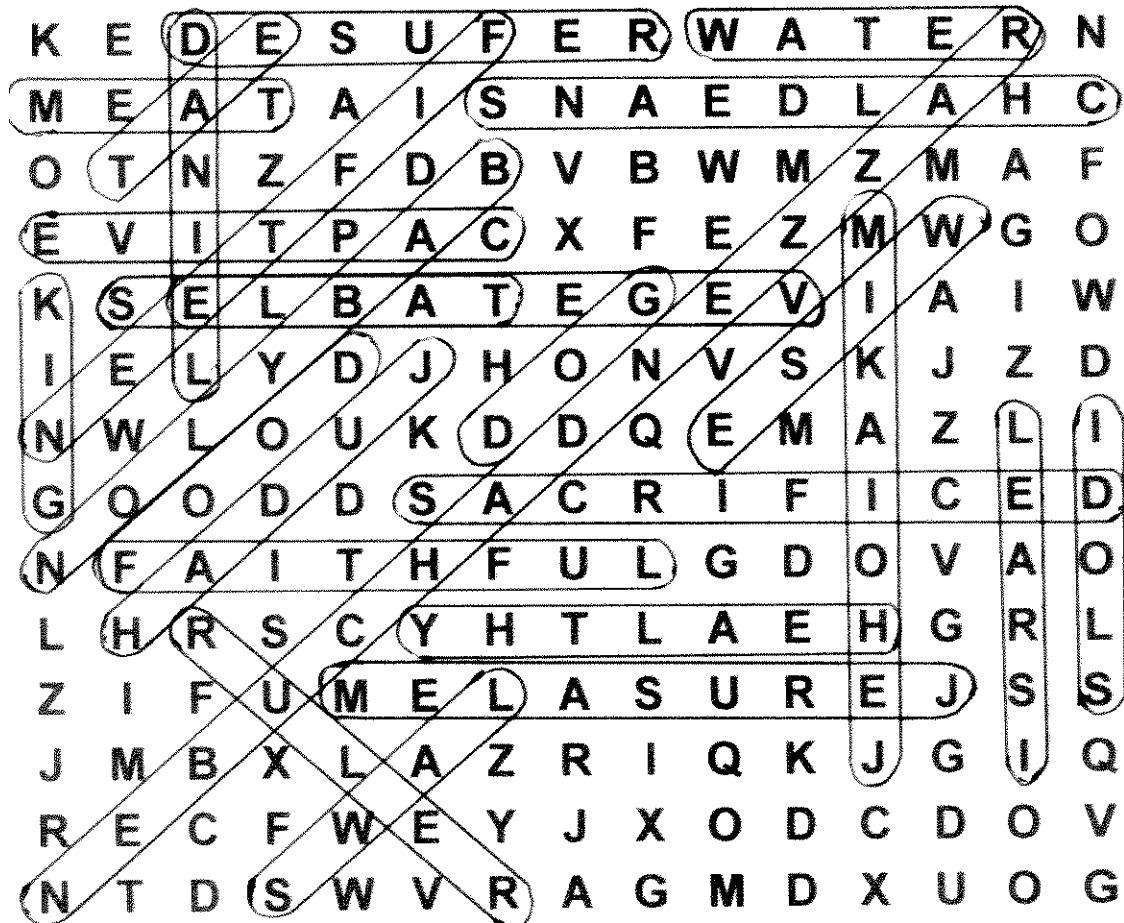 K E D E S U F E R W A T E R N
M E A T A I S N A E D L A H C
O T N Z F D B V B W M Z M A F
E V I T P A C X F E Z M W G O
K S E L B A T E G E V I A I W
I E L Y D J H O N V S K J Z D
N W L O U K D D Q E M A Z L I
G O O D D S A C R I F I C E D
N F A I T H F U L G D O V A O
L H R S C Y H T L A E H G R L
Z I F U M E L A S U R E J S S
J M B X L A Z R I Q K J G I Q
R E C F W E Y J X O D C D O V
N T D S W V R A G M D X U O G